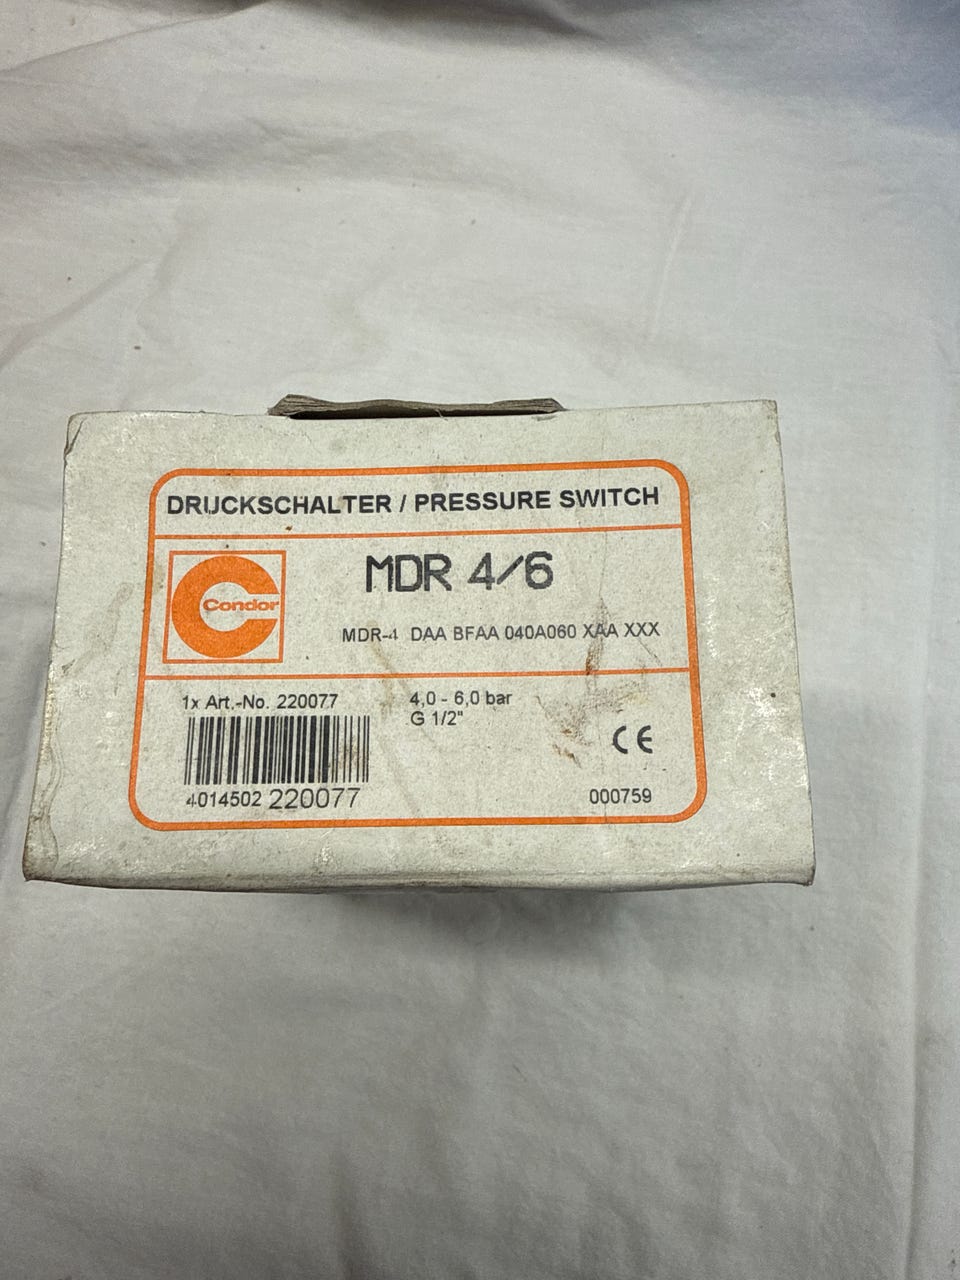 DRUCKSCHALTER / PRESSURE SWITCH
Condor
MDR 4/6
MDR-4 DAA BFAA 040A060 XAA XXX
1x Art.-No. 220077
4,0 - 6,0 bar
G 1/2"
CE
4014502 220077
000759